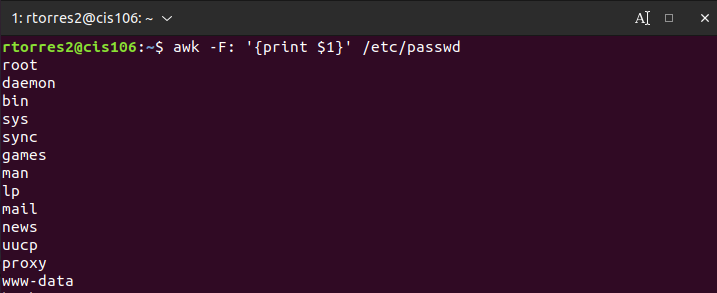 1: rtorres2@cis106: ~
rtorres2@cis106:~$ awk -F: '{print $1}' /etc/passwd
root
daemon
bin
sys
sync
games
man
lp
mail
news
uucp
proxy
www-data